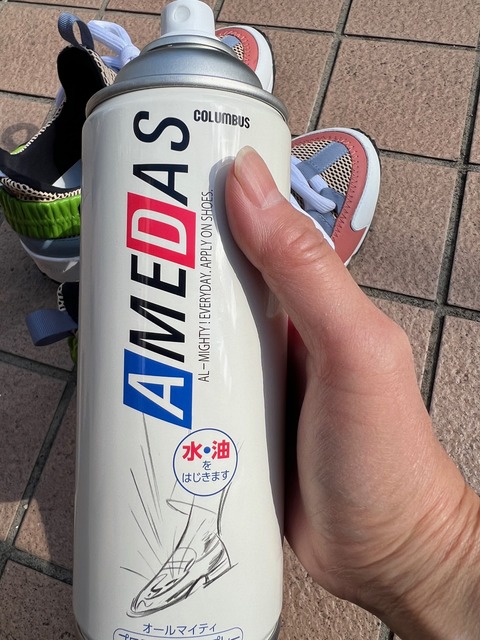 COLUMBUS
AMEDAS
AL-MIGHTY! EVERYDAY. APPLY ON SHOES.
水・油
を
はじきます
オールマイティ